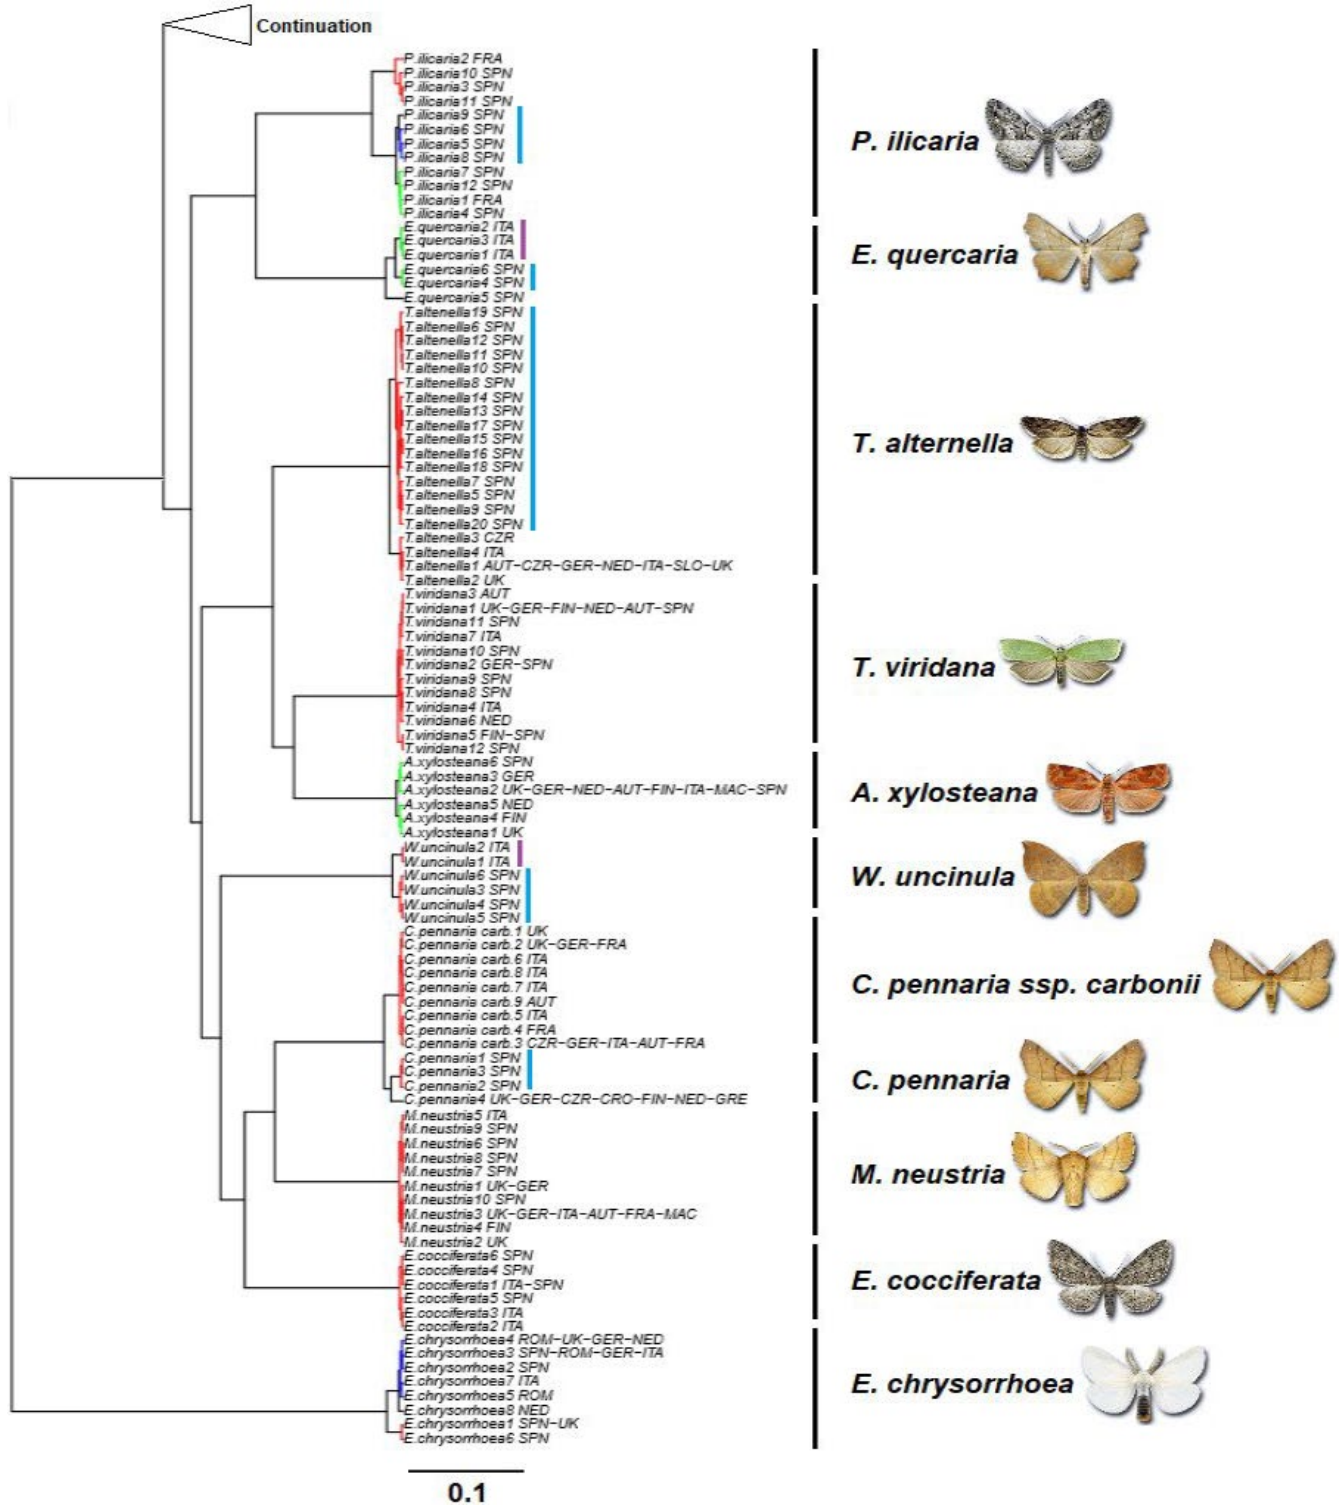 Continuation
P.ilicaria2 FRA
P.ilicaria10 SPN
P.ilicaria3 SPN
P.ilicaria11 SPN
P.ilicaria9 SPN
P.ilicaria6 SPN
P.ilicaria5 SPN
P.ilicaria8 SPN
P.ilicaria7 SPN
P.ilicaria12 SPN
P.ilicaria1 FRA
P.ilicaria4 SPN
P. ilicaria
E.quercaria2 ITA
E.quercaria3 ITA
E.quercaria1 ITA
E.quercaria6 SPN
E.quercaria4 SPN
E.quercaria5 SPN
E. quercaria
T.altenella19 SPN
T.altenella6 SPN
T.altenella12 SPN
T.altenella11 SPN
T.altenella10 SPN
T.altenella8 SPN
T.altenella14 SPN
T.altenella13 SPN
T.altenella17 SPN
T.altenella15 SPN
T.altenella16 SPN
T.altenella18 SPN
T.altenella7 SPN
T.altenella5 SPN
T.altenella9 SPN
T.altenella20 SPN
T.altenella3 CZR
T.altenella4 ITA
T.altenella1 AUT-CZR-GER-NED-ITA-SLO-UK
T.altenella2 UK
T. alternella
T.viridana3 AUT
T.viridana1 UK-GER-FIN-NED-AUT-SPN
T.viridana11 SPN
T.viridana7 ITA
T.viridana10 SPN
T.viridana2 GER-SPN
T.viridana9 SPN
T.viridana8 SPN
T.viridana4 ITA
T.viridana6 NED
T.viridana5 FIN-SPN
T.viridana12 SPN
T. viridana
A.xylosteana6 SPN
A.xylosteana3 GER
A.xylosteana2 UK-GER-NED-AUT-FIN-ITA-MAC-SPN
A.xylosteana5 NED
A.xylosteana4 FIN
A.xylosteana1 UK
A. xylosteana
W.uncinula2 ITA
W.uncinula1 ITA
W.uncinula6 SPN
W.uncinula3 SPN
W.uncinula4 SPN
W.uncinula5 SPN
W. uncinula
C.pennaria carb.1 UK
C.pennaria carb.2 UK-GER-FRA
C.pennaria carb.6 ITA
C.pennaria carb.8 ITA
C.pennaria carb.7 ITA
C.pennaria carb.9 AUT
C.pennaria carb.5 ITA
C.pennaria carb.4 FRA
C.pennaria carb.3 CZR-GER-ITA-AUT-FRA
C. pennaria ssp. carbonii
C.pennaria1 SPN
C.pennaria3 SPN
C.pennaria2 SPN
C.pennaria4 UK-GER-CZR-CRO-FIN-NED-GRE
C. pennaria
M.neustria5 ITA
M.neustria9 SPN
M.neustria6 SPN
M.neustria8 SPN
M.neustria7 SPN
M.neustria1 UK-GER
M.neustria10 SPN
M.neustria3 UK-GER-ITA-AUT-FRA-MAC
M.neustria4 FIN
M.neustria2 UK
M. neustria
E.cocciferata6 SPN
E.cocciferata4 SPN
E.cocciferata1 ITA-SPN
E.cocciferata5 SPN
E.cocciferata3 ITA
E.cocciferata2 ITA
E. cocciferata
E.chrysorrhoea4 ROM-UK-GER-NED
E.chrysorrhoea3 SPN-ROM-GER-ITA
E.chrysorrhoea2 SPN
E.chrysorrhoea7 ITA
E.chrysorrhoea5 ROM
E.chrysorrhoea8 NED
E.chrysorrhoea1 SPN-UK
E.chrysorrhoea6 SPN
E. chrysorrhoea
0.1